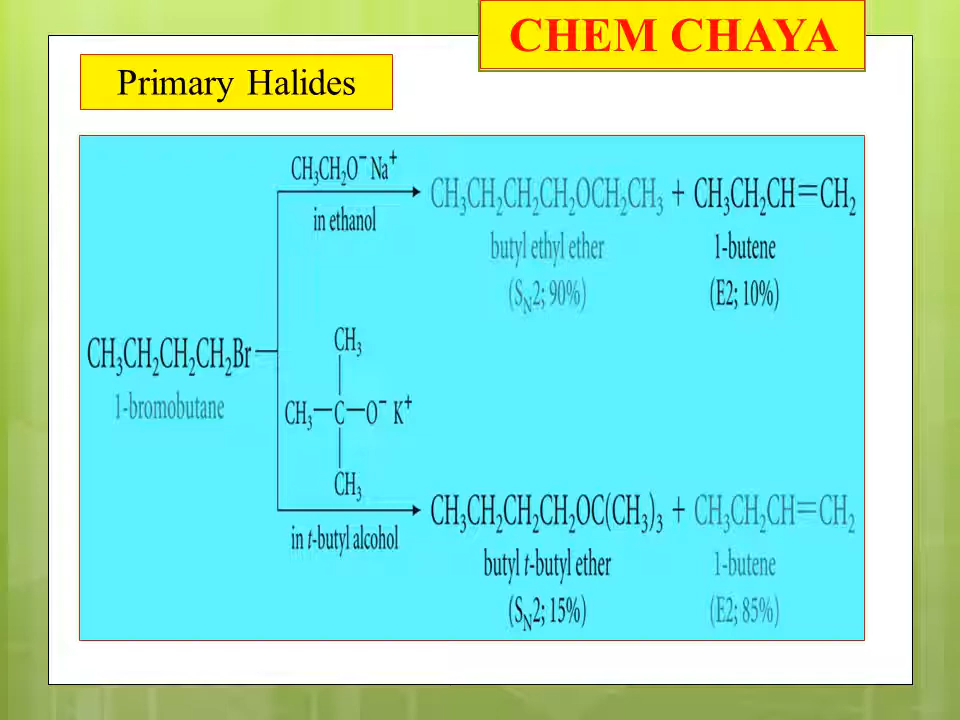 CHEM CHAYA
Primary Halides
CH₃CH₂O⁻ Na⁺
in ethanol
CH₃CH₂CH₂CH₂OCH₂CH₃ + CH₃CH₂CH=CH₂
butyl ethyl ether 1-butene
(Sₙ2; 90%) (E2; 10%)
CH₃CH₂CH₂CH₂Br
1-bromobutane
CH₃
CH₃—C—O⁻ K⁺
CH₃
in t-butyl alcohol
CH₃CH₂CH₂CH₂OC(CH₃)₃ + CH₃CH₂CH=CH₂
butyl t-butyl ether 1-butene
(Sₙ2; 15%) (E2; 85%)